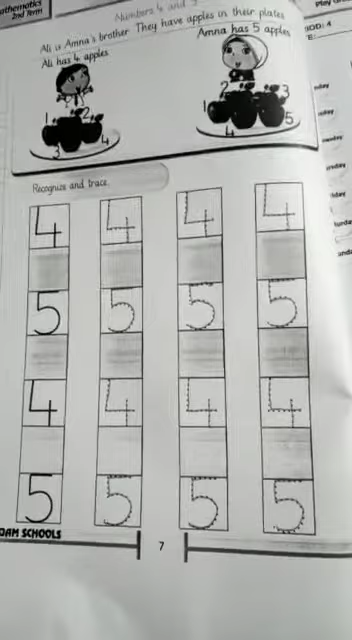 Mathematics
2nd Term
Numbers 4 and 5
Ali is Amna's brother. They have apples in their plates.
Ali has 4 apples.
Amna has 5 apples.
1 2
3 4
1 2 3
4 5
Recognize and trace.
4 4 4 4
5 5 5 5
4 4 4 4
5 5 5 5
7